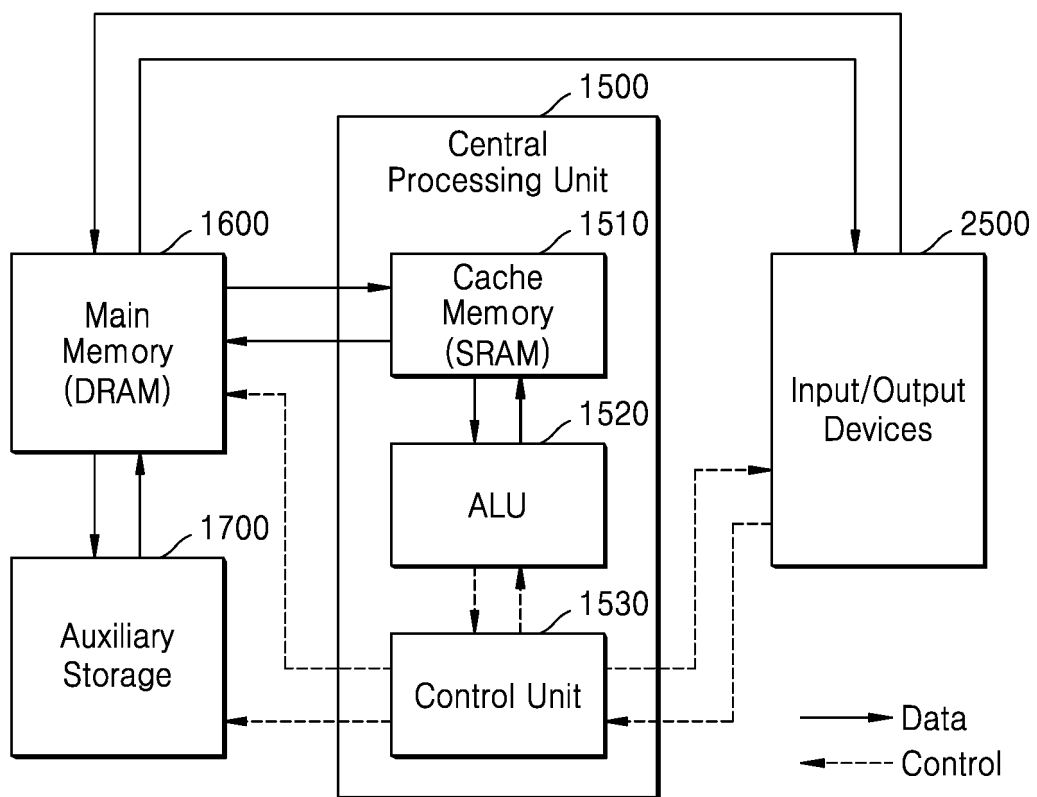 1500
Central
Processing Unit
1600
Main
Memory
(DRAM)
1510
Cache
Memory
(SRAM)
2500
Input/Output
Devices
1520
ALU
1700
Auxiliary
Storage
1530
Control Unit
Data
Control